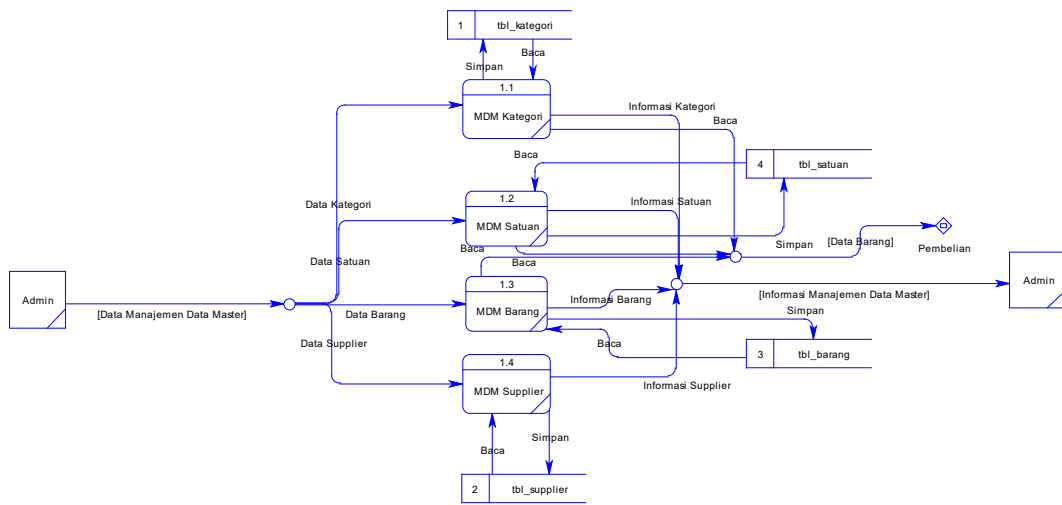 1 tbl_kategori
Simpan
Baca
1.1
MDM Kategori
Informasi Kategori
Baca
Baca
4 tbl_satuan
Data Kategori
1.2
MDM Satuan
Informasi Satuan
Simpan
[Data Barang]
Pembelian
Baca
Baca
Data Satuan
Admin
[Data Manajemen Data Master]
Data Barang
1.3
MDM Barang
Informasi Barang
[Informasi Manajemen Data Master]
Admin
Simpan
Baca
3 tbl_barang
Data Supplier
1.4
MDM Supplier
Informasi Supplier
Baca
Simpan
2 tbl_supplier